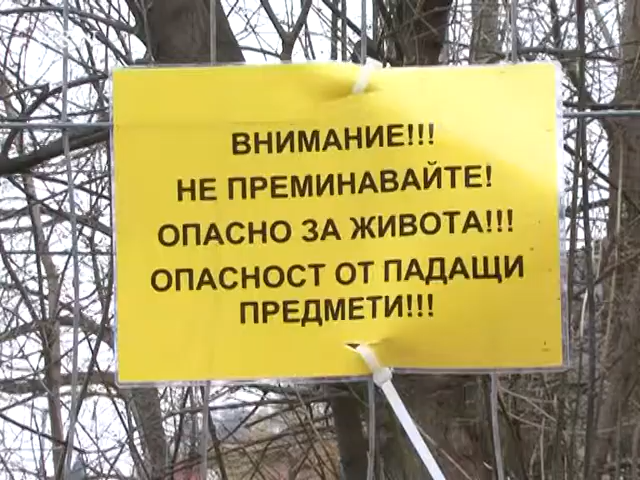 ВНИМАНИЕ!!!
НЕ ПРЕМИНАВАЙТЕ!
ОПАСНО ЗА ЖИВОТА!!!
ОПАСНОСТ ОТ ПАДАЩИ
ПРЕДМЕТИ!!!